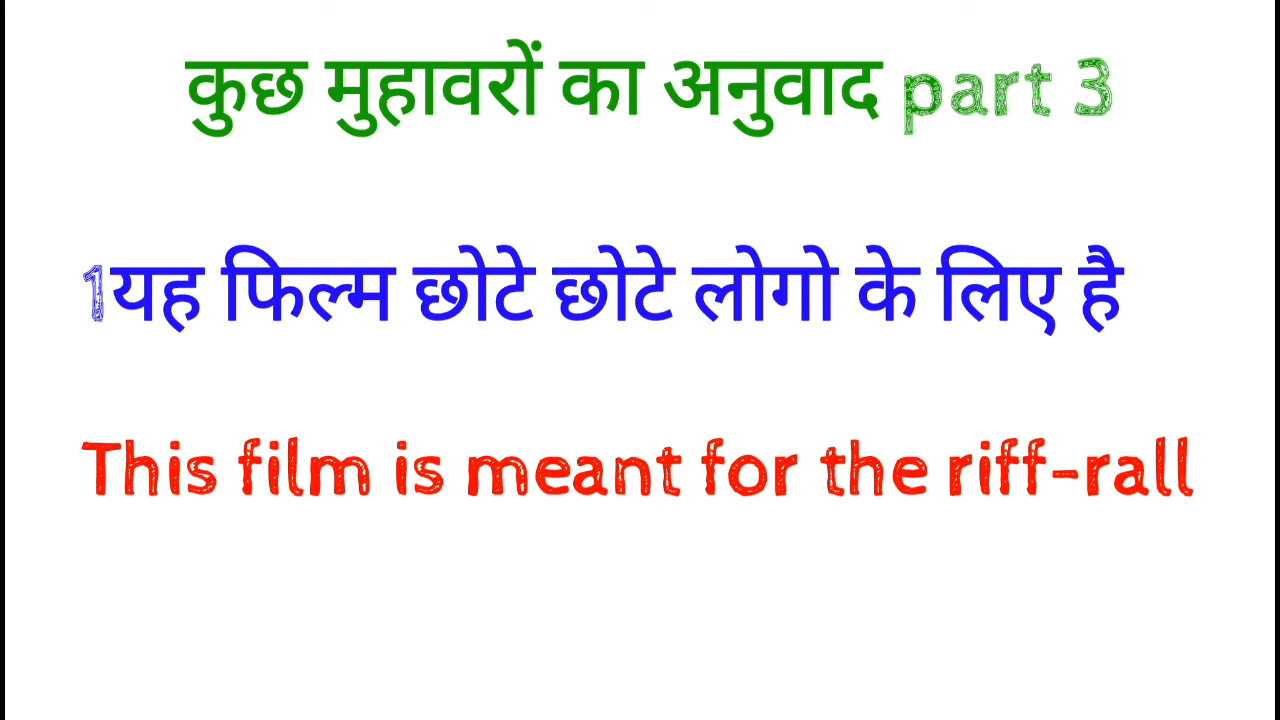 कुछ मुहावरों का अनुवाद part 3
1यह फिल्म छोटे छोटे लोगो के लिए है
This film is meant for the riff-rall